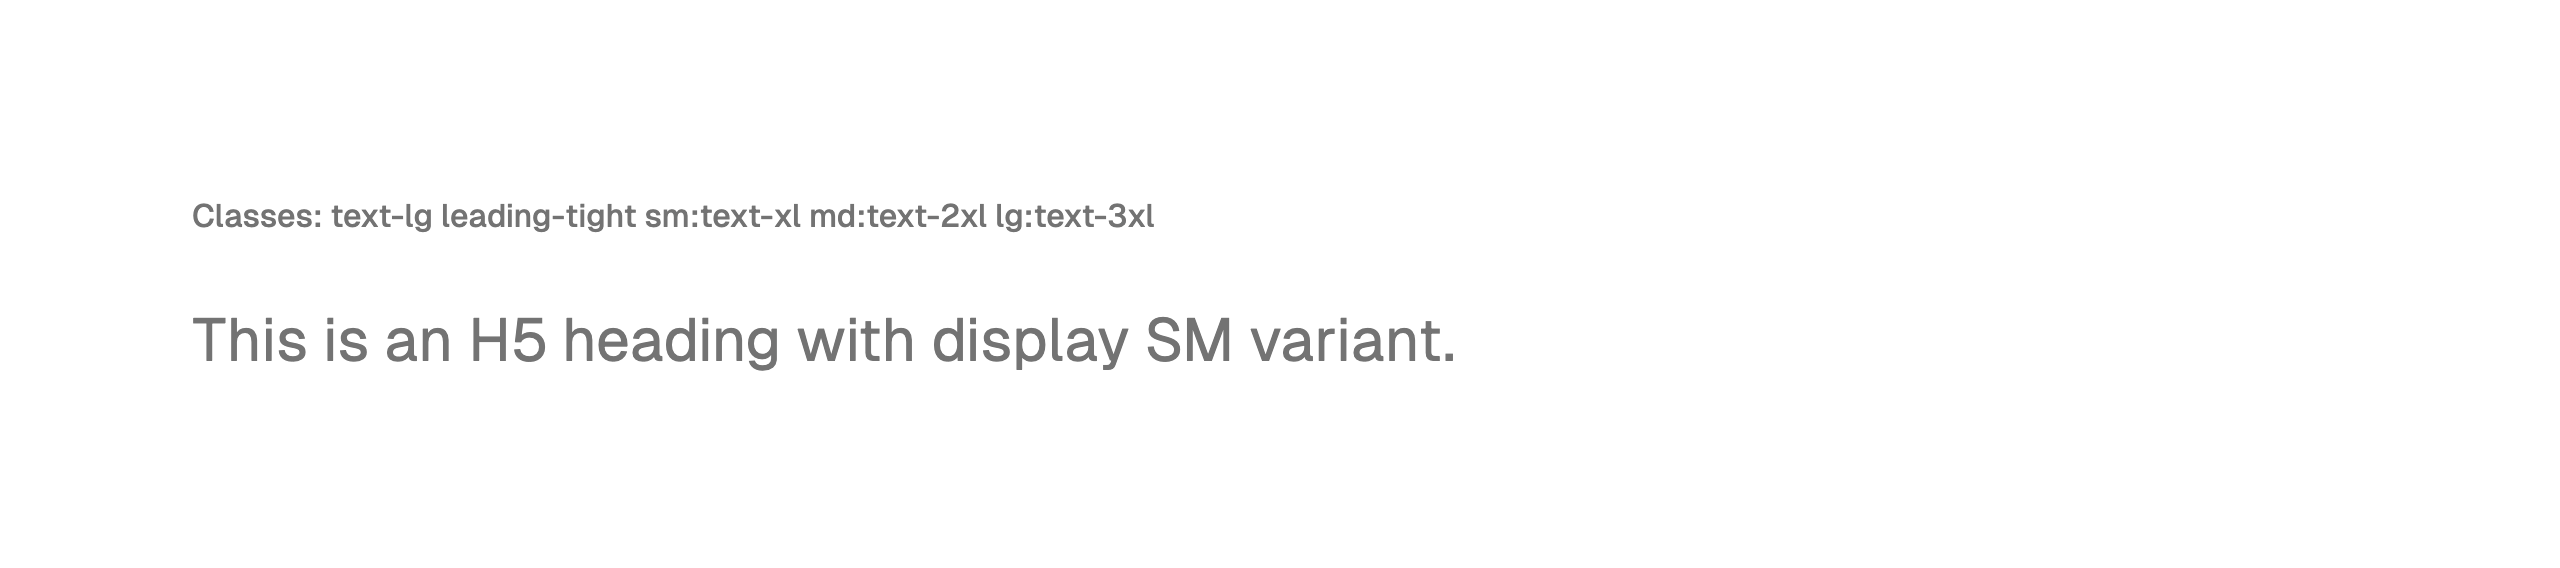 Classes: text-lg leading-tight sm:text-xl md:text-2xl lg:text-3xl
This is an H5 heading with display SM variant.